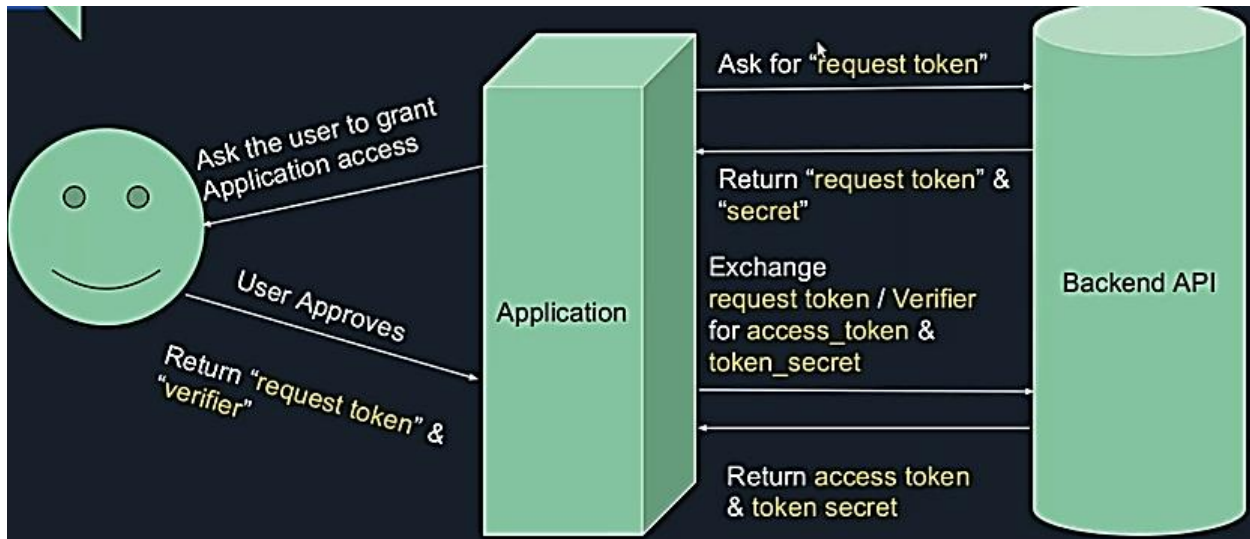 Ask for “request token”
Ask the user to grant
Application access
Return “request token” &
“secret”
User Approves
Return “request token” &
“verifier”
Application
Exchange
request token / Verifier
for access_token &
token_secret
Backend API
Return access token
& token secret